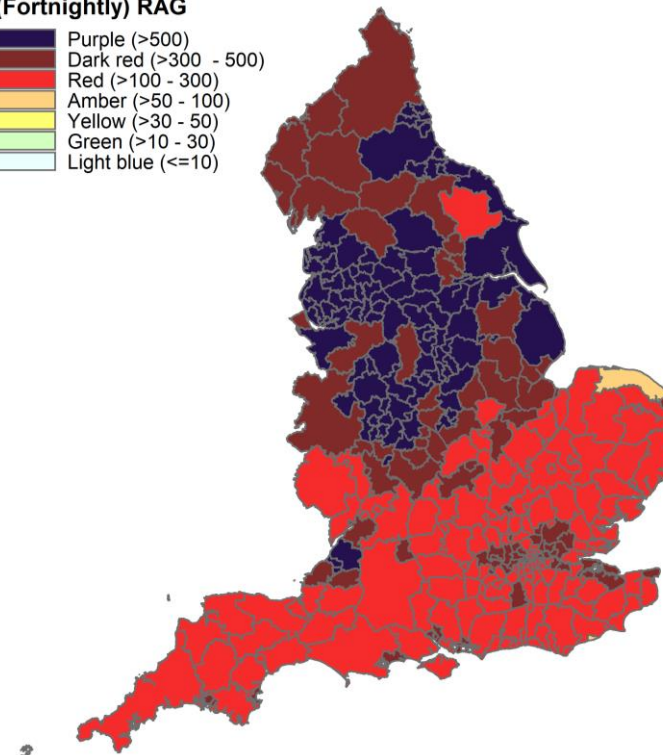 (Fortnightly) RAG
Purple (>500)
Dark red (>300 - 500)
Red (>100 - 300)
Amber (>50 - 100)
Yellow (>30 - 50)
Green (>10 - 30)
Light blue (<=10)